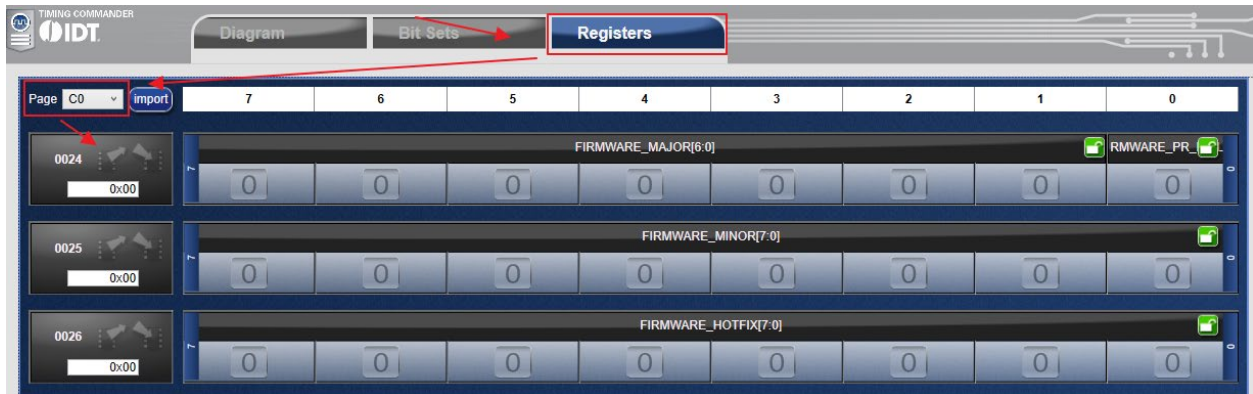 TIMING COMMANDER
IDT.
Diagram
Bit Sets
Registers
Page C0 import 7 6 5 4 3 2 1 0
FIRMWARE_MAJOR[6:0] RMWARE_PR_
0024
7 0 0 0 0 0 0 0 0 0
0x00
FIRMWARE_MINOR[7:0]
0025
7 0 0 0 0 0 0 0 0 0
0x00
FIRMWARE_HOTFIX[7:0]
0026
7 0 0 0 0 0 0 0 0 0
0x00